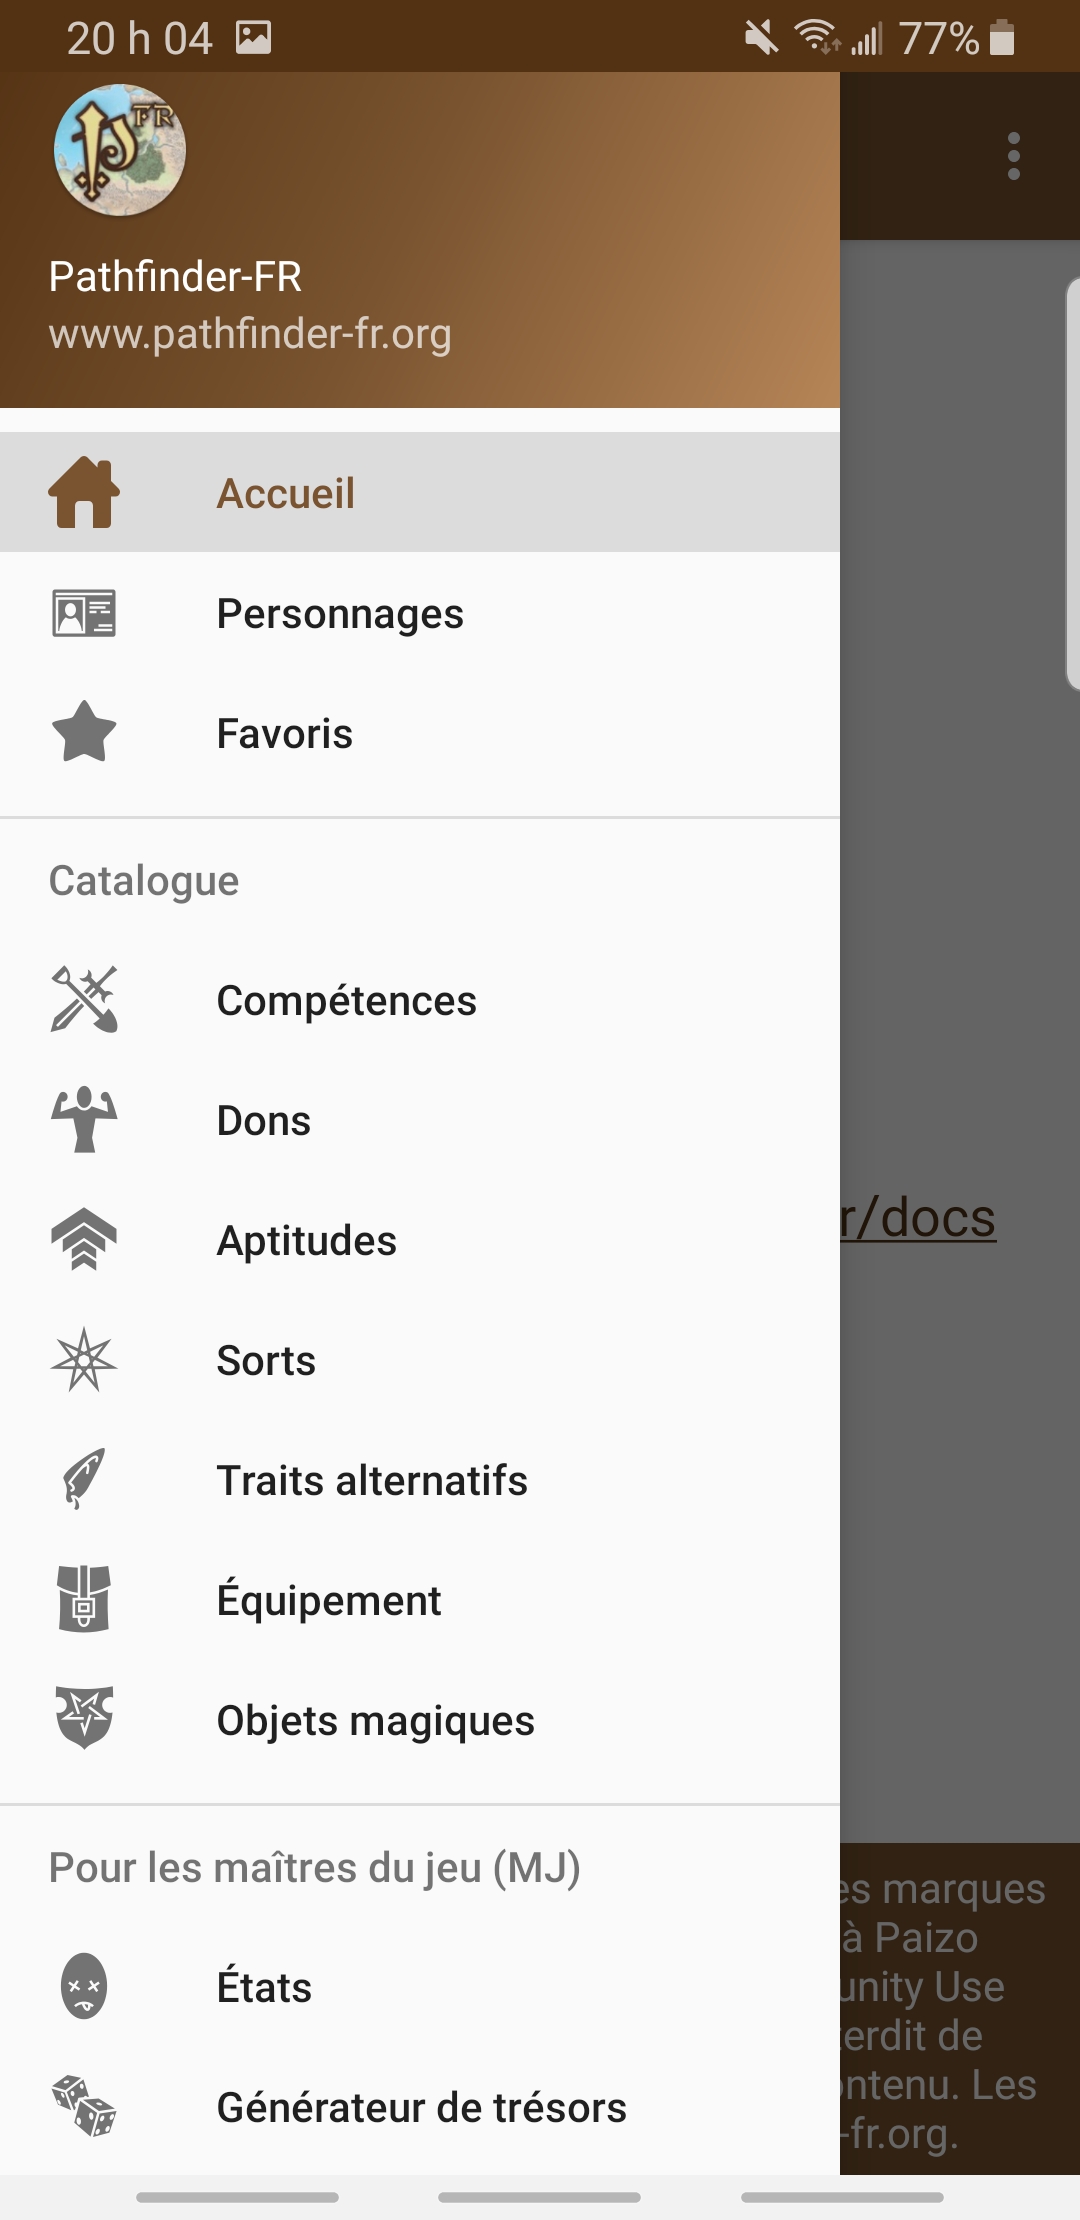 20 h 04
77%
FR
Pathfinder-FR
www.pathfinder-fr.org
Accueil
Personnages
Favoris
Catalogue
Compétences
Dons
Aptitudes
Sorts
Traits alternatifs
Équipement
Objets magiques
Pour les maîtres du jeu (MJ)
États
Générateur de trésors
r/docs
es marques
à Paizo
unity Use
terdit de
ontenu. Les
-fr.org.